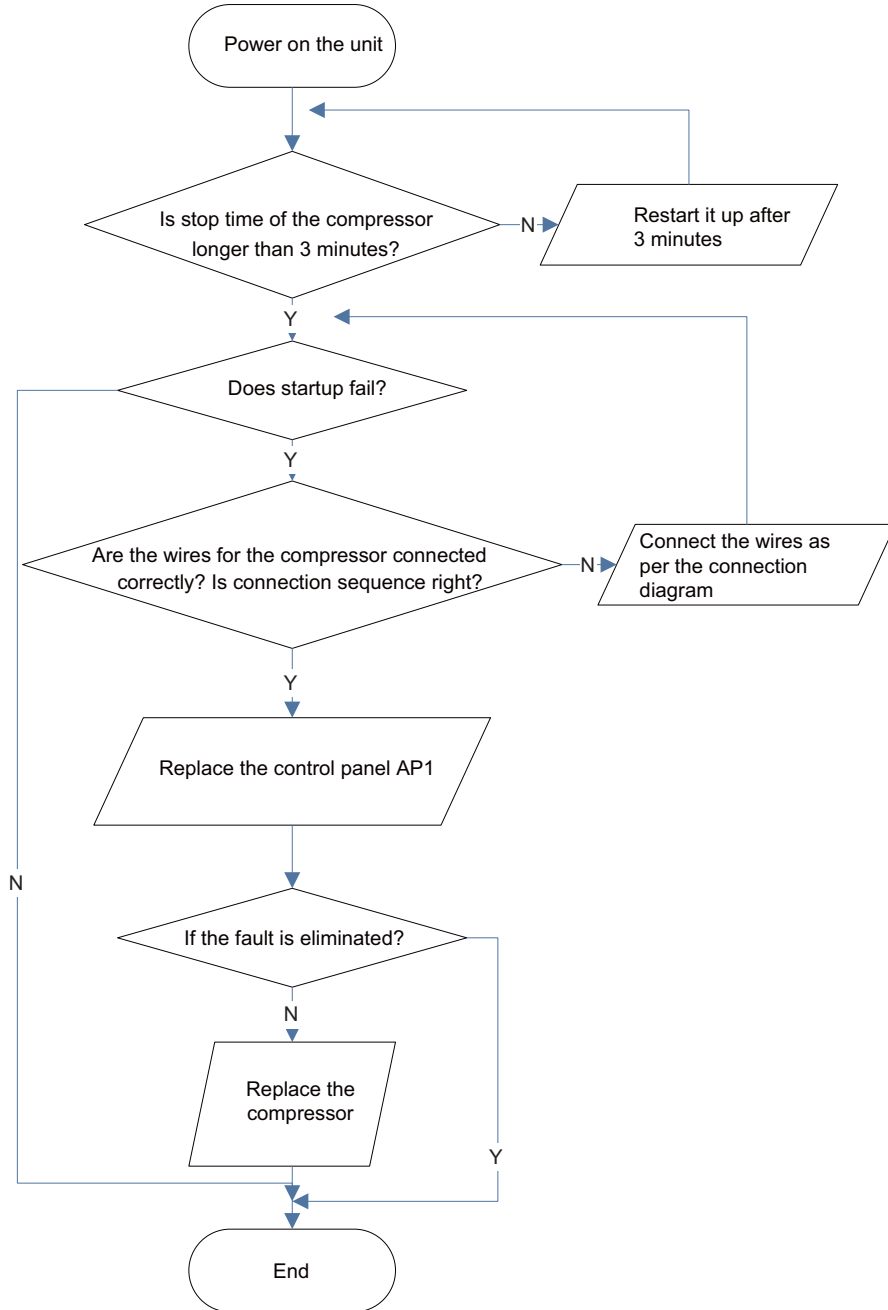 Power on the unit
Is stop time of the compressor
longer than 3 minutes?
N
Restart it up after
3 minutes
Y
Does startup fail?
Y
Are the wires for the compressor connected
correctly? Is connection sequence right?
N
Connect the wires as
per the connection
diagram
Y
Replace the control panel AP1
N
If the fault is eliminated?
N
Replace the
compressor
Y
End